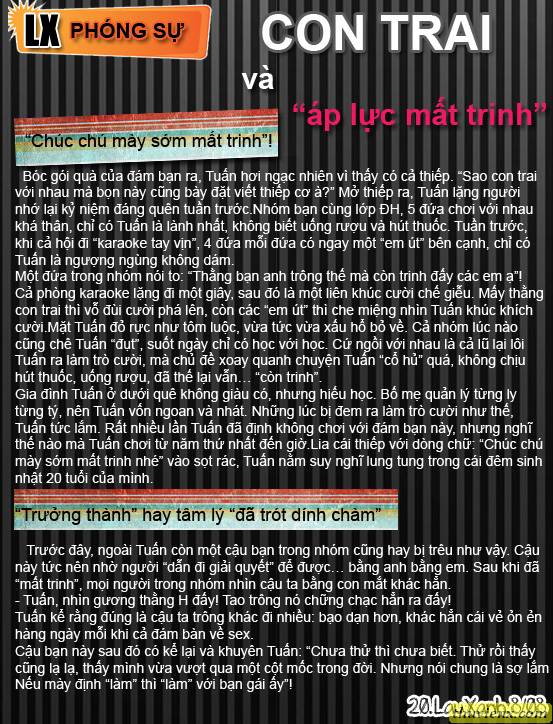 LX PHÓNG SỰ
CON TRAI
và
“áp lực mất trinh”
“Chúc chú mày sớm mất trinh”!
Bóc gói quà của đám bạn ra, Tuấn hơi ngạc nhiên vì thấy có cả thiếp. “Sao con trai
với nhau mà bọn này cũng bày đặt viết thiếp cơ à?” Mở thiếp ra, Tuấn lặng người
nhớ lại kỷ niệm đáng quên tuần trước.Nhóm bạn cùng lớp ĐH, 5 đứa chơi với nhau
khá thân, chỉ có Tuấn là lành nhất, không biết uống rượu và hút thuốc. Tuần trước,
khi cả hội đi “karaoke tay vịn”, 4 đứa mỗi đứa có ngay một “em út” bên cạnh, chỉ có
Tuấn là ngượng ngùng không dám.
Một đứa trong nhóm nói to: “Thằng bạn anh trông thế mà còn trinh đấy các em ạ”!
Cả phòng karaoke lặng đi một giây, sau đó là một liên khúc cười chế giễu. Mấy thằng
con trai thì vỗ đùi cười phá lên, còn các “em út” thì che miệng nhìn Tuấn khúc khích
cười.Mặt Tuấn đỏ rực như tôm luộc, vừa tức vừa xấu hổ bỏ về. Cả nhóm lúc nào
cũng chê Tuấn “đụt”, suốt ngày chỉ có học với học. Cứ ngồi với nhau là cả lũ lại lôi
Tuấn ra làm trò cười, mà chủ đề xoay quanh chuyện Tuấn “cổ hủ” quá, không chịu
hút thuốc, uống rượu, đã thế lại vẫn… “còn trinh”.
Gia đình Tuấn ở dưới quê không giàu có, nhưng hiếu học. Bố mẹ quản lý từng ly
từng tý, nên Tuấn vốn ngoan và nhát. Những lúc bị đem ra làm trò cười như thế,
Tuấn tức lắm. Rất nhiều lần Tuấn đã định không chơi với đám bạn này, nhưng nghĩ
thế nào mà Tuấn chơi từ năm thứ nhất đến giờ.Lia cái thiếp với dòng chữ: “Chúc chú
mày sớm mất trinh nhé” vào sọt rác, Tuấn nằm suy nghĩ lung tung trong cái đêm sinh
nhật 20 tuổi của mình.
“Trưởng thành” hay tâm lý “đã trót dính chàm”
Trước đây, ngoài Tuấn còn một cậu bạn trong nhóm cũng hay bị trêu như vậy. Cậu
này tức nên nhờ người “dẫn đi giải quyết” để được… bằng anh bằng em. Sau khi đã
“mất trinh”, mọi người trong nhóm nhìn cậu ta bằng con mắt khác hẳn.
- Tuấn, nhìn gương thằng H đấy! Tao trông nó chững chạc hẳn ra đấy!
Tuấn kể rằng đúng là cậu ta trông khác đi nhiều: bạo dạn hơn, khác hẳn cái vẻ ỏn ẻn
hàng ngày mỗi khi cả đám bàn về sex.
Cậu bạn này sau đó có kể lại và khuyên Tuấn: “Chưa thử thì chưa biết. Thử rồi thấy
cũng lạ lạ, thấy mình vừa vượt qua một cột mốc trong đời. Nhưng nói chung là sợ lắm
Nếu mày định “làm” thì “làm” với bạn gái ấy”!